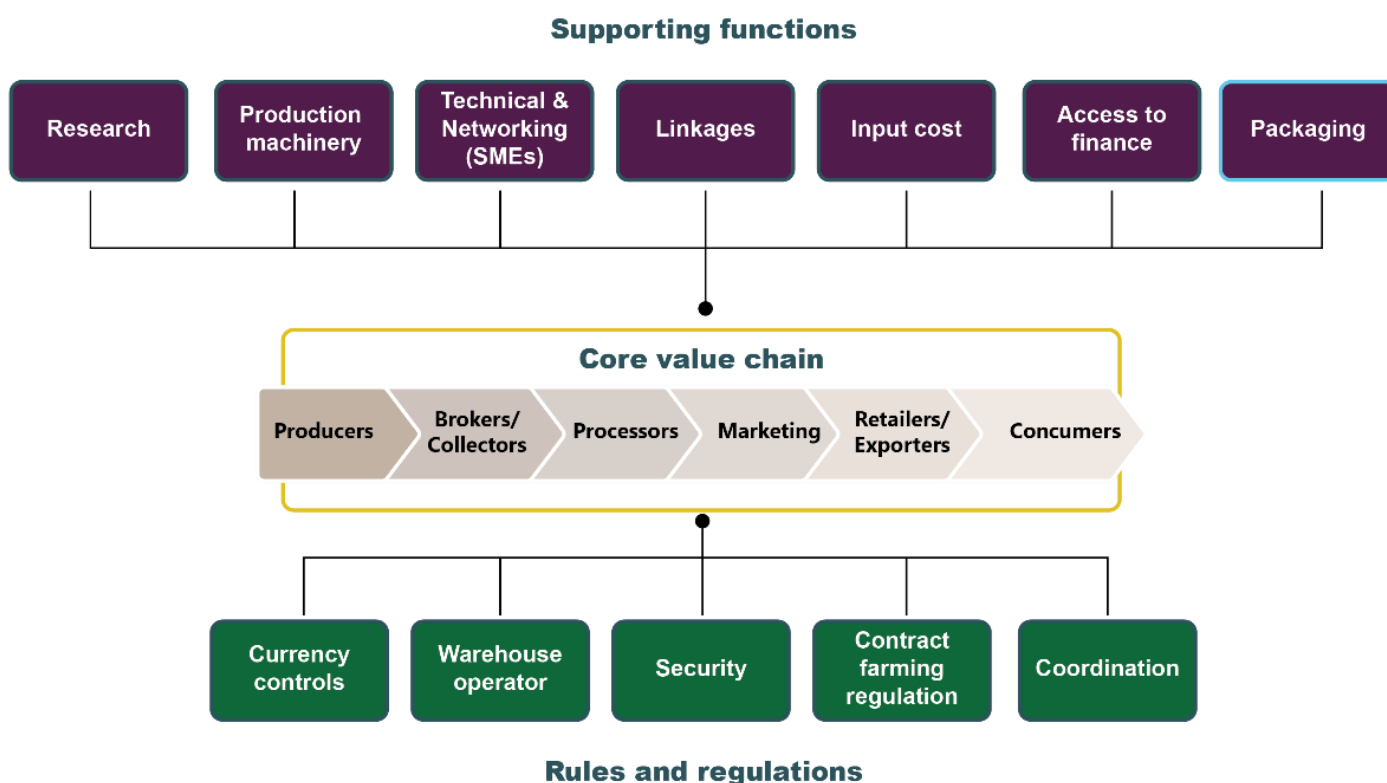 Supporting functions
Research
Production
machinery
Technical &
Networking
(SMEs)
Linkages
Input cost
Access to
finance
Packaging
Core value chain
Producers
Brokers/
Collectors
Processors
Marketing
Retailers/
Exporters
Concumers
Currency
controls
Warehouse
operator
Security
Contract
farming
regulation
Coordination
Rules and regulations